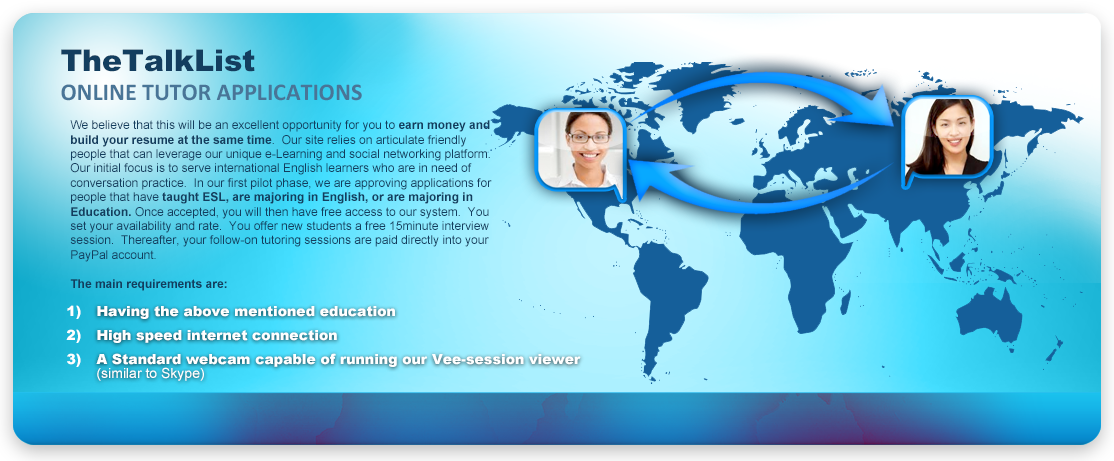 TheTalkList
ONLINE TUTOR APPLICATIONS
We believe that this will be an excellent opportunity for you to earn money and
build your resume at the same time.  Our site relies on articulate friendly
people that can leverage our unique e-Learning and social networking platform.
Our initial focus is to serve international English learners who are in need of
conversation practice.  In our first pilot phase, we are approving applications for
people that have taught ESL, are majoring in English, or are majoring in
Education. Once accepted, you will then have free access to our system.  You
set your availability and rate.  You offer new students a free 15minute interview
session.  Thereafter, your follow-on tutoring sessions are paid directly into your
PayPal account.
The main requirements are:
1) Having the above mentioned education
2) High speed internet connection
3) A Standard webcam capable of running our Vee-session viewer
(similar to Skype)